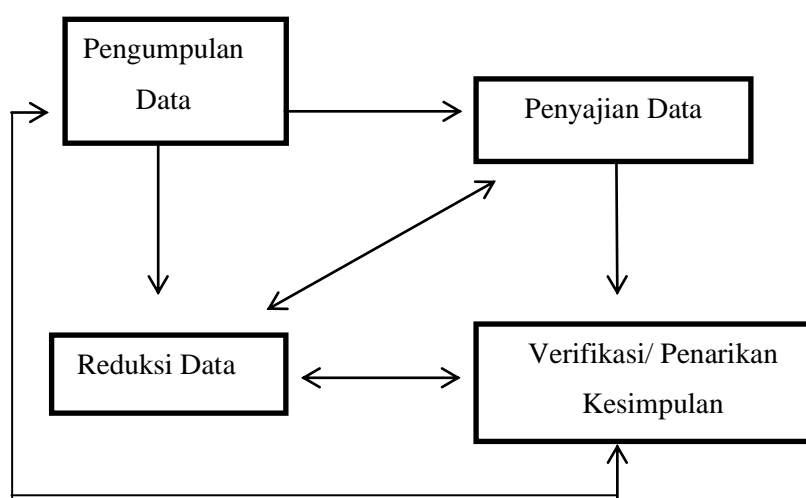 Pengumpulan
Data
Penyajian Data
Reduksi Data
Verifikasi/ Penarikan
Kesimpulan